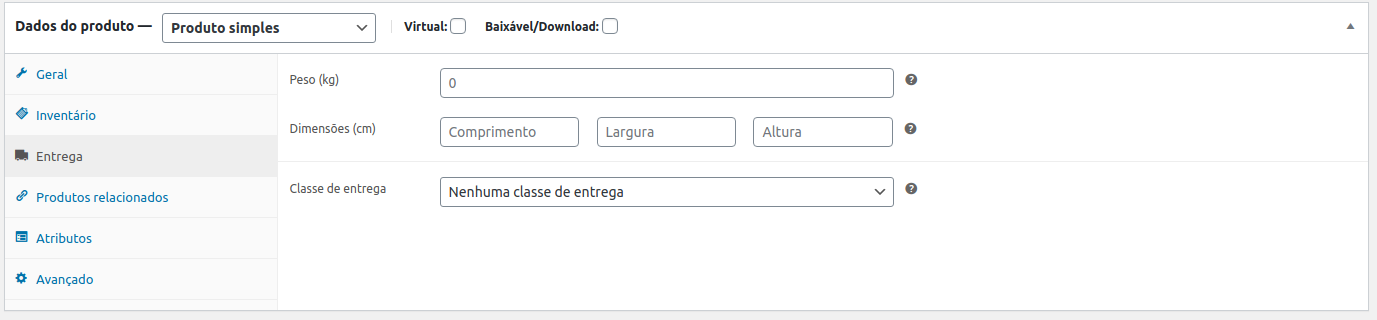 Dados do produto — Produto simples Virtual: Baixável/Download:
Geral
Inventário
Entrega
Produtos relacionados
Atributos
Avançado
Peso (kg) 0
Dimensões (cm) Comprimento Largura Altura
Classe de entrega Nenhuma classe de entrega